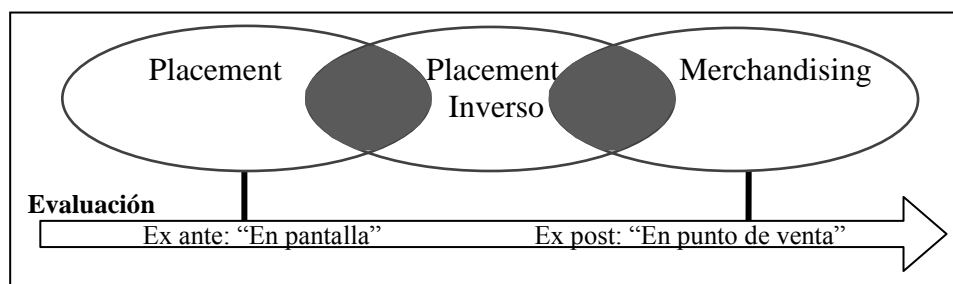 Placement
Placement
Inverso
Merchandising
Evaluación
Ex ante: “En pantalla”
Ex post: “En punto de venta”